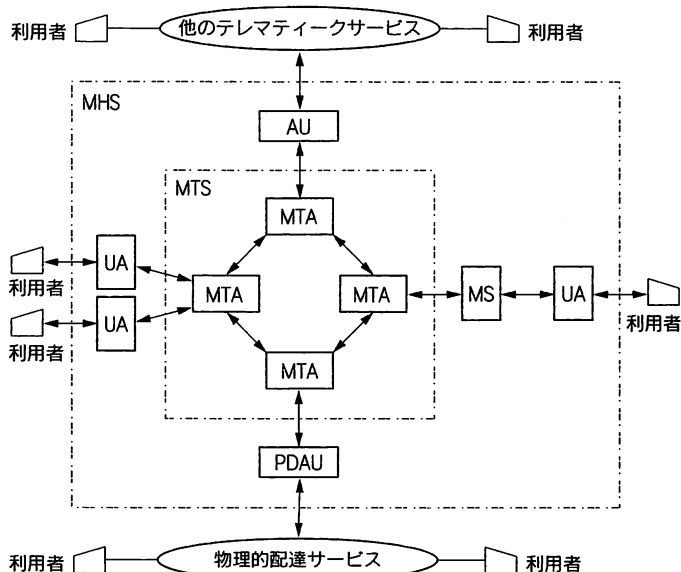 利用者
他のテレマティークサービス
利用者
MHS
AU
MTS
MTA
UA
利用者
MTA
MTA
MS
UA
利用者
UA
利用者
MTA
PDAU
利用者
物理的配達サービス
利用者